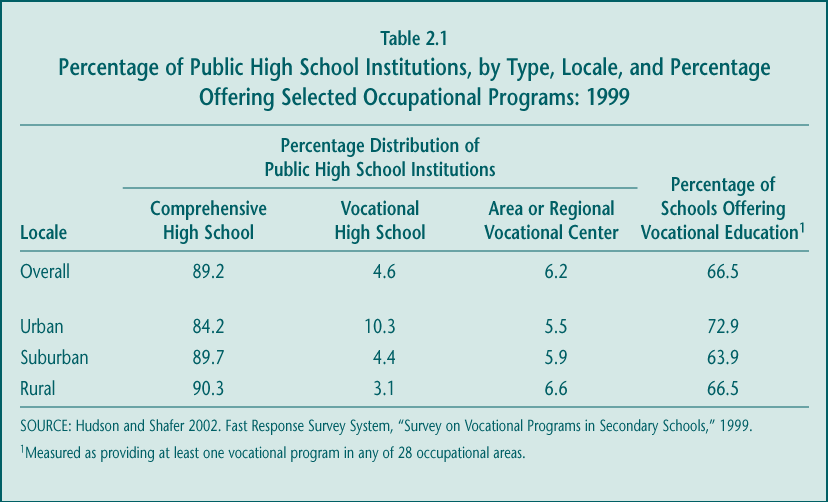 Table 2.1
Percentage of Public High School Institutions, by Type, Locale, and Percentage
Offering Selected Occupational Programs: 1999
Percentage Distribution of
Public High School Institutions
Percentage of
Comprehensive Vocational Area or Regional Schools Offering
Locale High School High School Vocational Center Vocational Education1
Overall 89.2 4.6 6.2 66.5
Urban 84.2 10.3 5.5 72.9
Suburban 89.7 4.4 5.9 63.9
Rural 90.3 3.1 6.6 66.5
SOURCE: Hudson and Shafer 2002. Fast Response Survey System, “Survey on Vocational Programs in Secondary Schools,” 1999.
1Measured as providing at least one vocational program in any of 28 occupational areas.